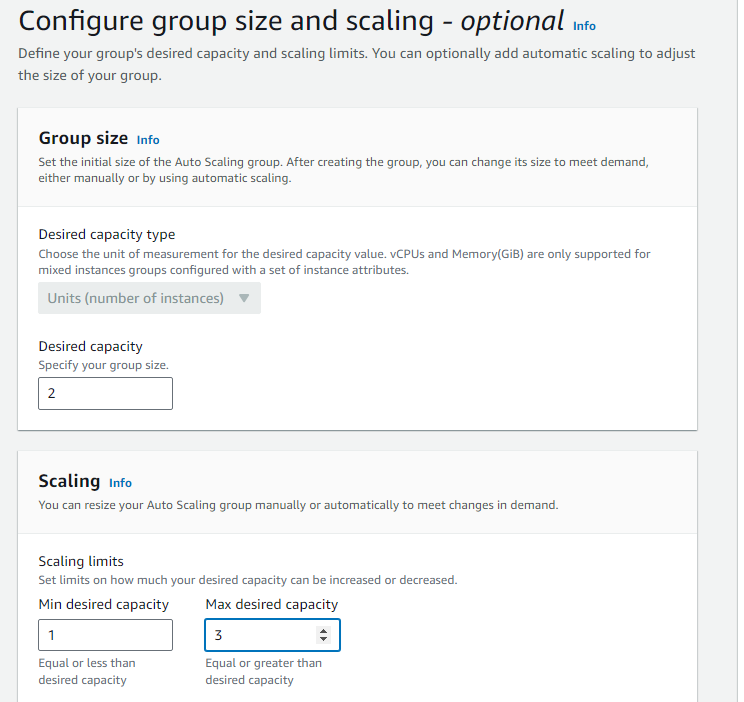 Configure group size and scaling - optional Info
Define your group's desired capacity and scaling limits. You can optionally add automatic scaling to adjust
the size of your group.
Group size Info
Set the initial size of the Auto Scaling group. After creating the group, you can change its size to meet demand,
either manually or by using automatic scaling.
Desired capacity type
Choose the unit of measurement for the desired capacity value. vCPUs and Memory(GiB) are only supported for
mixed instances groups configured with a set of instance attributes.
Units (number of instances)
Desired capacity
Specify your group size.
2
Scaling Info
You can resize your Auto Scaling group manually or automatically to meet changes in demand.
Scaling limits
Set limits on how much your desired capacity can be increased or decreased.
Min desired capacity Max desired capacity
1 3
Equal or less than Equal or greater than
desired capacity desired capacity